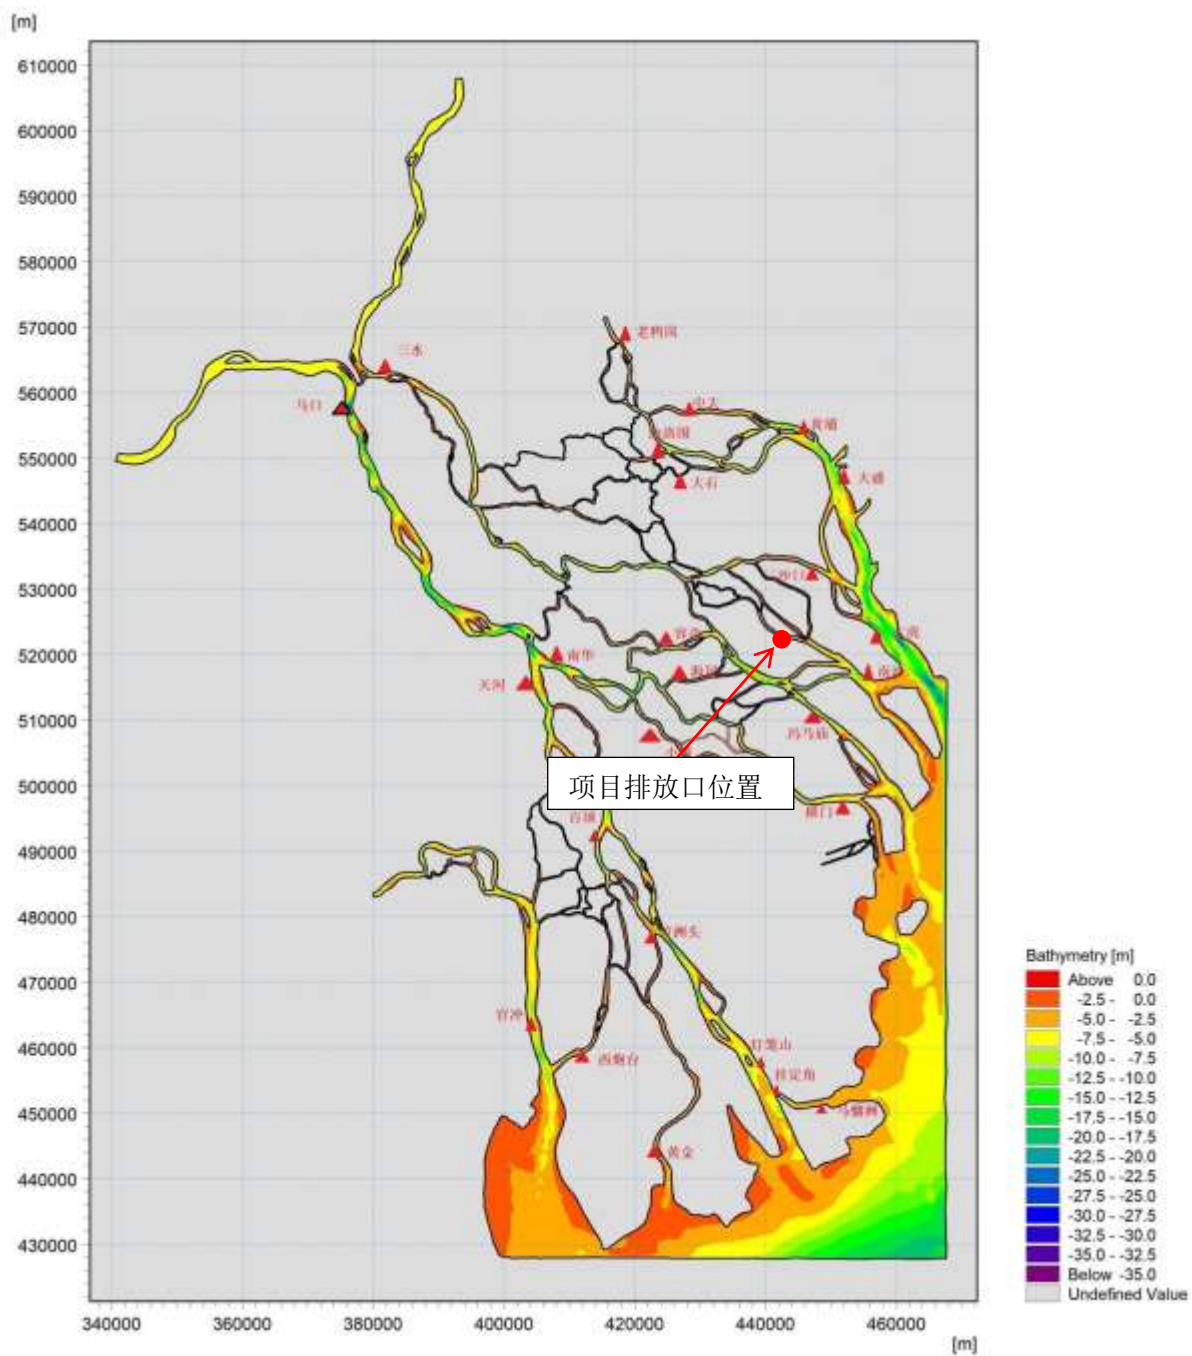 [m]
610000
600000
590000
580000
570000
560000
550000
540000
530000
520000
510000
500000
490000
480000
470000
460000
450000
440000
430000
340000
360000
380000
400000
420000
440000
460000
[m]
老鸦岗
三水
马口
中大
黄埔
大石
大盛
三沙口
南华
天河
冯马庙
项目排放口位置
横门
官冲
西炮台
灯笼山
挂定角
马骝洲
黄金
Bathymetry [m]
Above 0.0
-2.5 - 0.0
-5.0 - -2.5
-7.5 - -5.0
-10.0 - -7.5
-12.5 - -10.0
-15.0 - -12.5
-17.5 - -15.0
-20.0 - -17.5
-22.5 - -20.0
-25.0 - -22.5
-27.5 - -25.0
-30.0 - -27.5
-32.5 - -30.0
-35.0 - -32.5
Below -35.0
Undefined Value